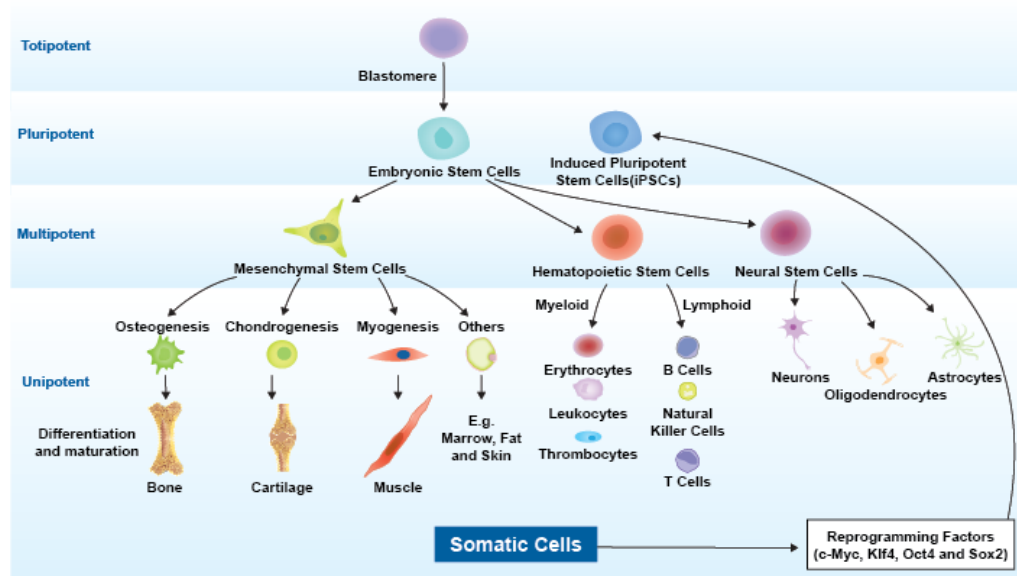 Totipotent
Blastomere
Pluripotent
Embryonic Stem Cells
Induced Pluripotent
Stem Cells(iPSCs)
Multipotent
Mesenchymal Stem Cells
Hematopoietic Stem Cells
Neural Stem Cells
Myeloid
Lymphoid
Osteogenesis
Chondrogenesis
Myogenesis
Others
Unipotent
Erythrocytes
B Cells
Neurons
Astrocytes
Oligodendrocytes
Leukocytes
Natural
Killer Cells
Differentiation
and maturation
E.g.
Marrow, Fat
and Skin
Thrombocytes
T Cells
Bone
Cartilage
Muscle
Somatic Cells
Reprogramming Factors
(c-Myc, Klf4, Oct4 and Sox2)